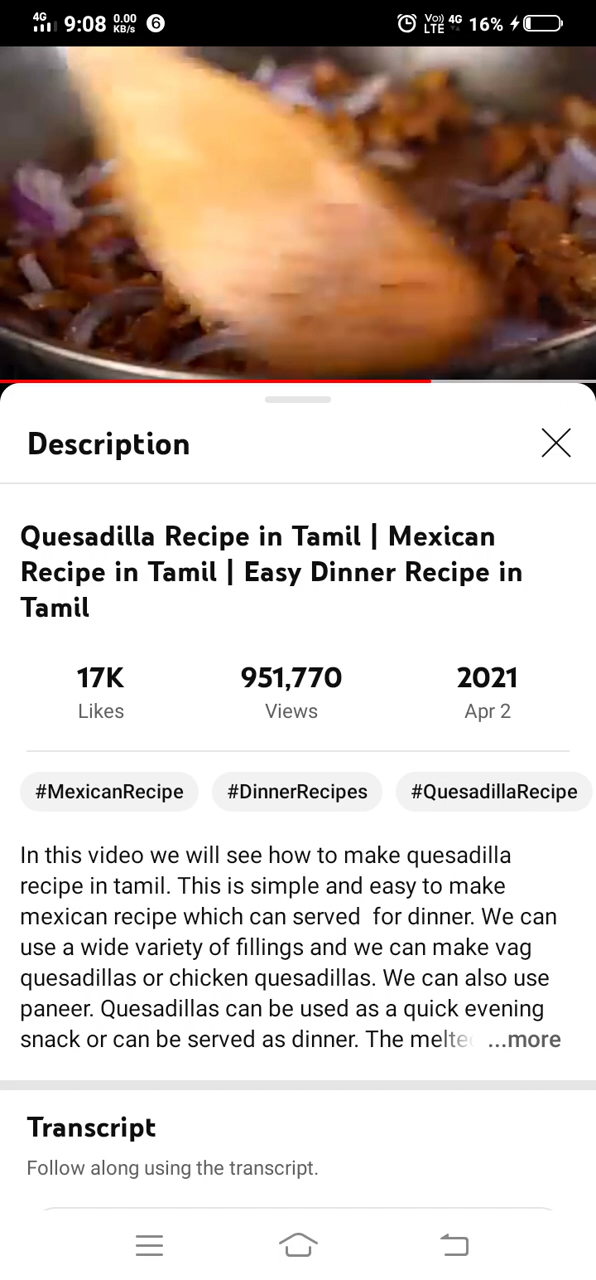 4G 9:08 0.00 KB/s 6 Vo)) LTE 4G 16%
Description
Quesadilla Recipe in Tamil | Mexican
Recipe in Tamil | Easy Dinner Recipe in
Tamil
17K 951,770 2021
Likes Views Apr 2
#MexicanRecipe #DinnerRecipes #QuesadillaRecipe
In this video we will see how to make quesadilla
recipe in tamil. This is simple and easy to make
mexican recipe which can served  for dinner. We can
use a wide variety of fillings and we can make vag
quesadillas or chicken quesadillas. We can also use
paneer. Quesadillas can be used as a quick evening
snack or can be served as dinner. The melte ...more
Transcript
Follow along using the transcript.